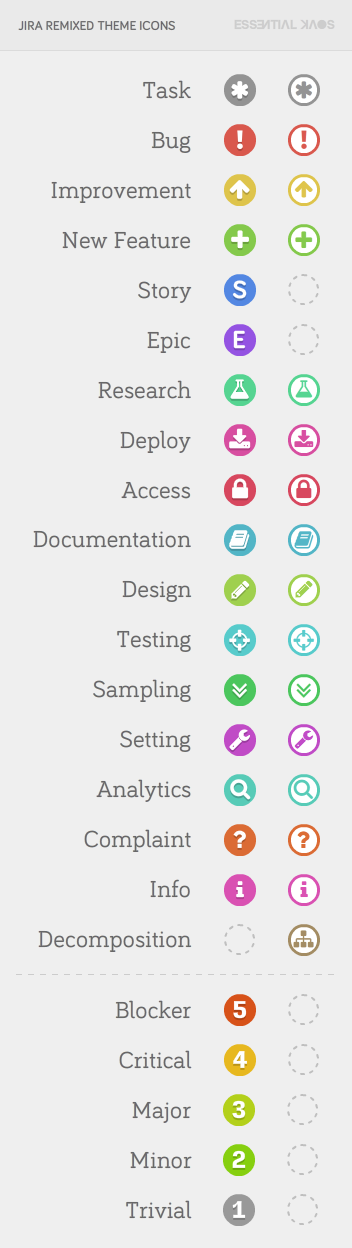 JIRA REMIXED THEME ICONS
ESSENTIAL KAOS
Task
Bug !
Improvement
New Feature
Story S
Epic E
Research
Deploy
Access
Documentation
Design
Testing
Sampling
Setting
Analytics
Complaint ? ?
Info i i
Decomposition
Blocker 5
Critical 4
Major 3
Minor 2
Trivial 1